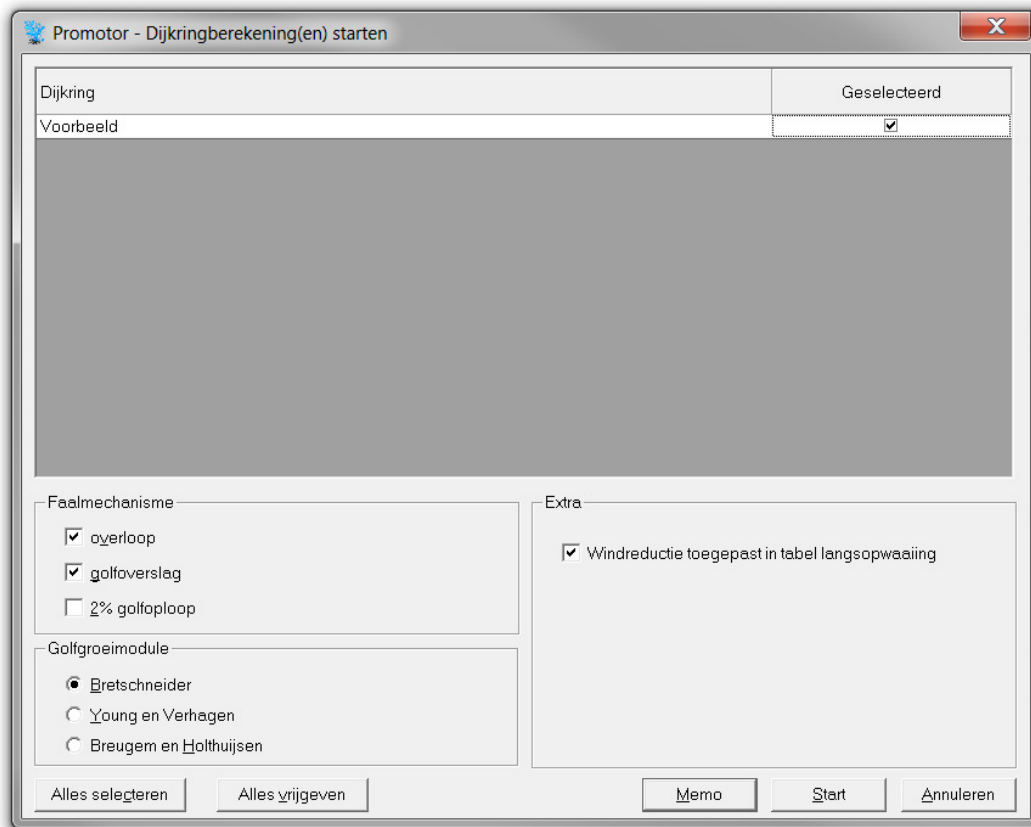 Promotor - Dijkringberekening(en) starten
Dijkring Geselecteerd
Voorbeeld
Faalmechanisme
overloop
golfoverslag
2% golfoploop
Golfgroeimodule
Bretschneider
Young en Verhagen
Breugem en Holthuijsen
Extra
Windreductie toegepast in tabel langsopwaaiing
Alles selecteren Alles vrijgeven Memo Start Annuleren